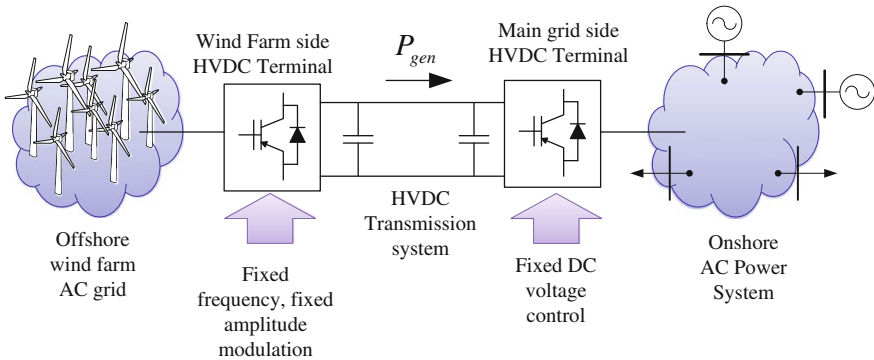 Wind Farm side
HVDC Terminal
P_gen
Main grid side
HVDC Terminal
Offshore
wind farm
AC grid
Fixed
frequency, fixed
amplitude
modulation
HVDC
Transmission
system
Fixed DC
voltage
control
Onshore
AC Power
System